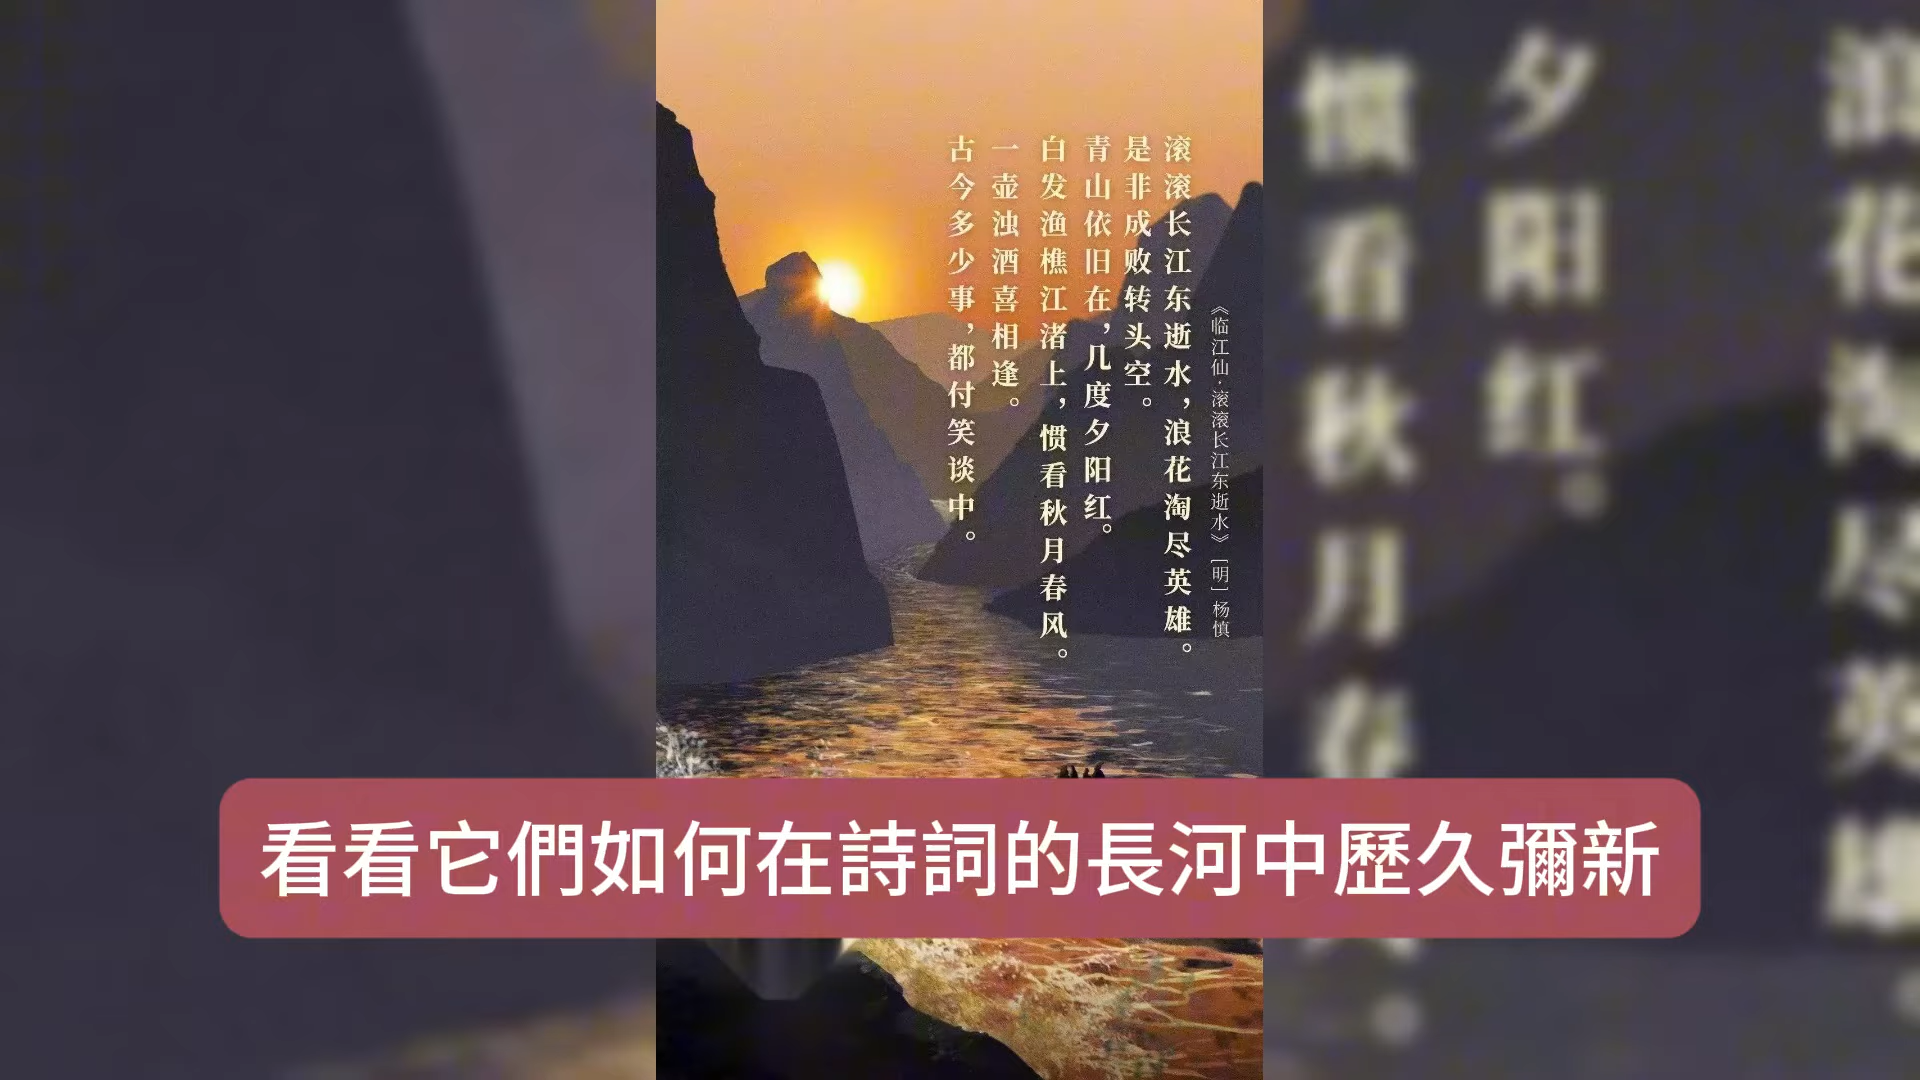 《临江仙·滚滚长江东逝水》［明］杨慎
滚滚长江东逝水，浪花淘尽英雄。
是非成败转头空。
青山依旧在，几度夕阳红。
白发渔樵江渚上，惯看秋月春风。
一壶浊酒喜相逢。
古今多少事，都付笑谈中。
看看它們如何在詩詞的長河中歷久彌新